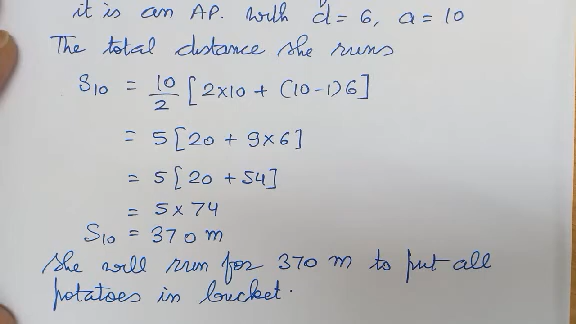 it is an AP. with d = 6, a = 10
The total distance she runs
S10 = 10/2 [2×10 + (10-1)6]
= 5[20 + 9×6]
= 5[20 + 54]
= 5 × 74
S10 = 370 m
She will run for 370 m to put all
potatoes in bucket.